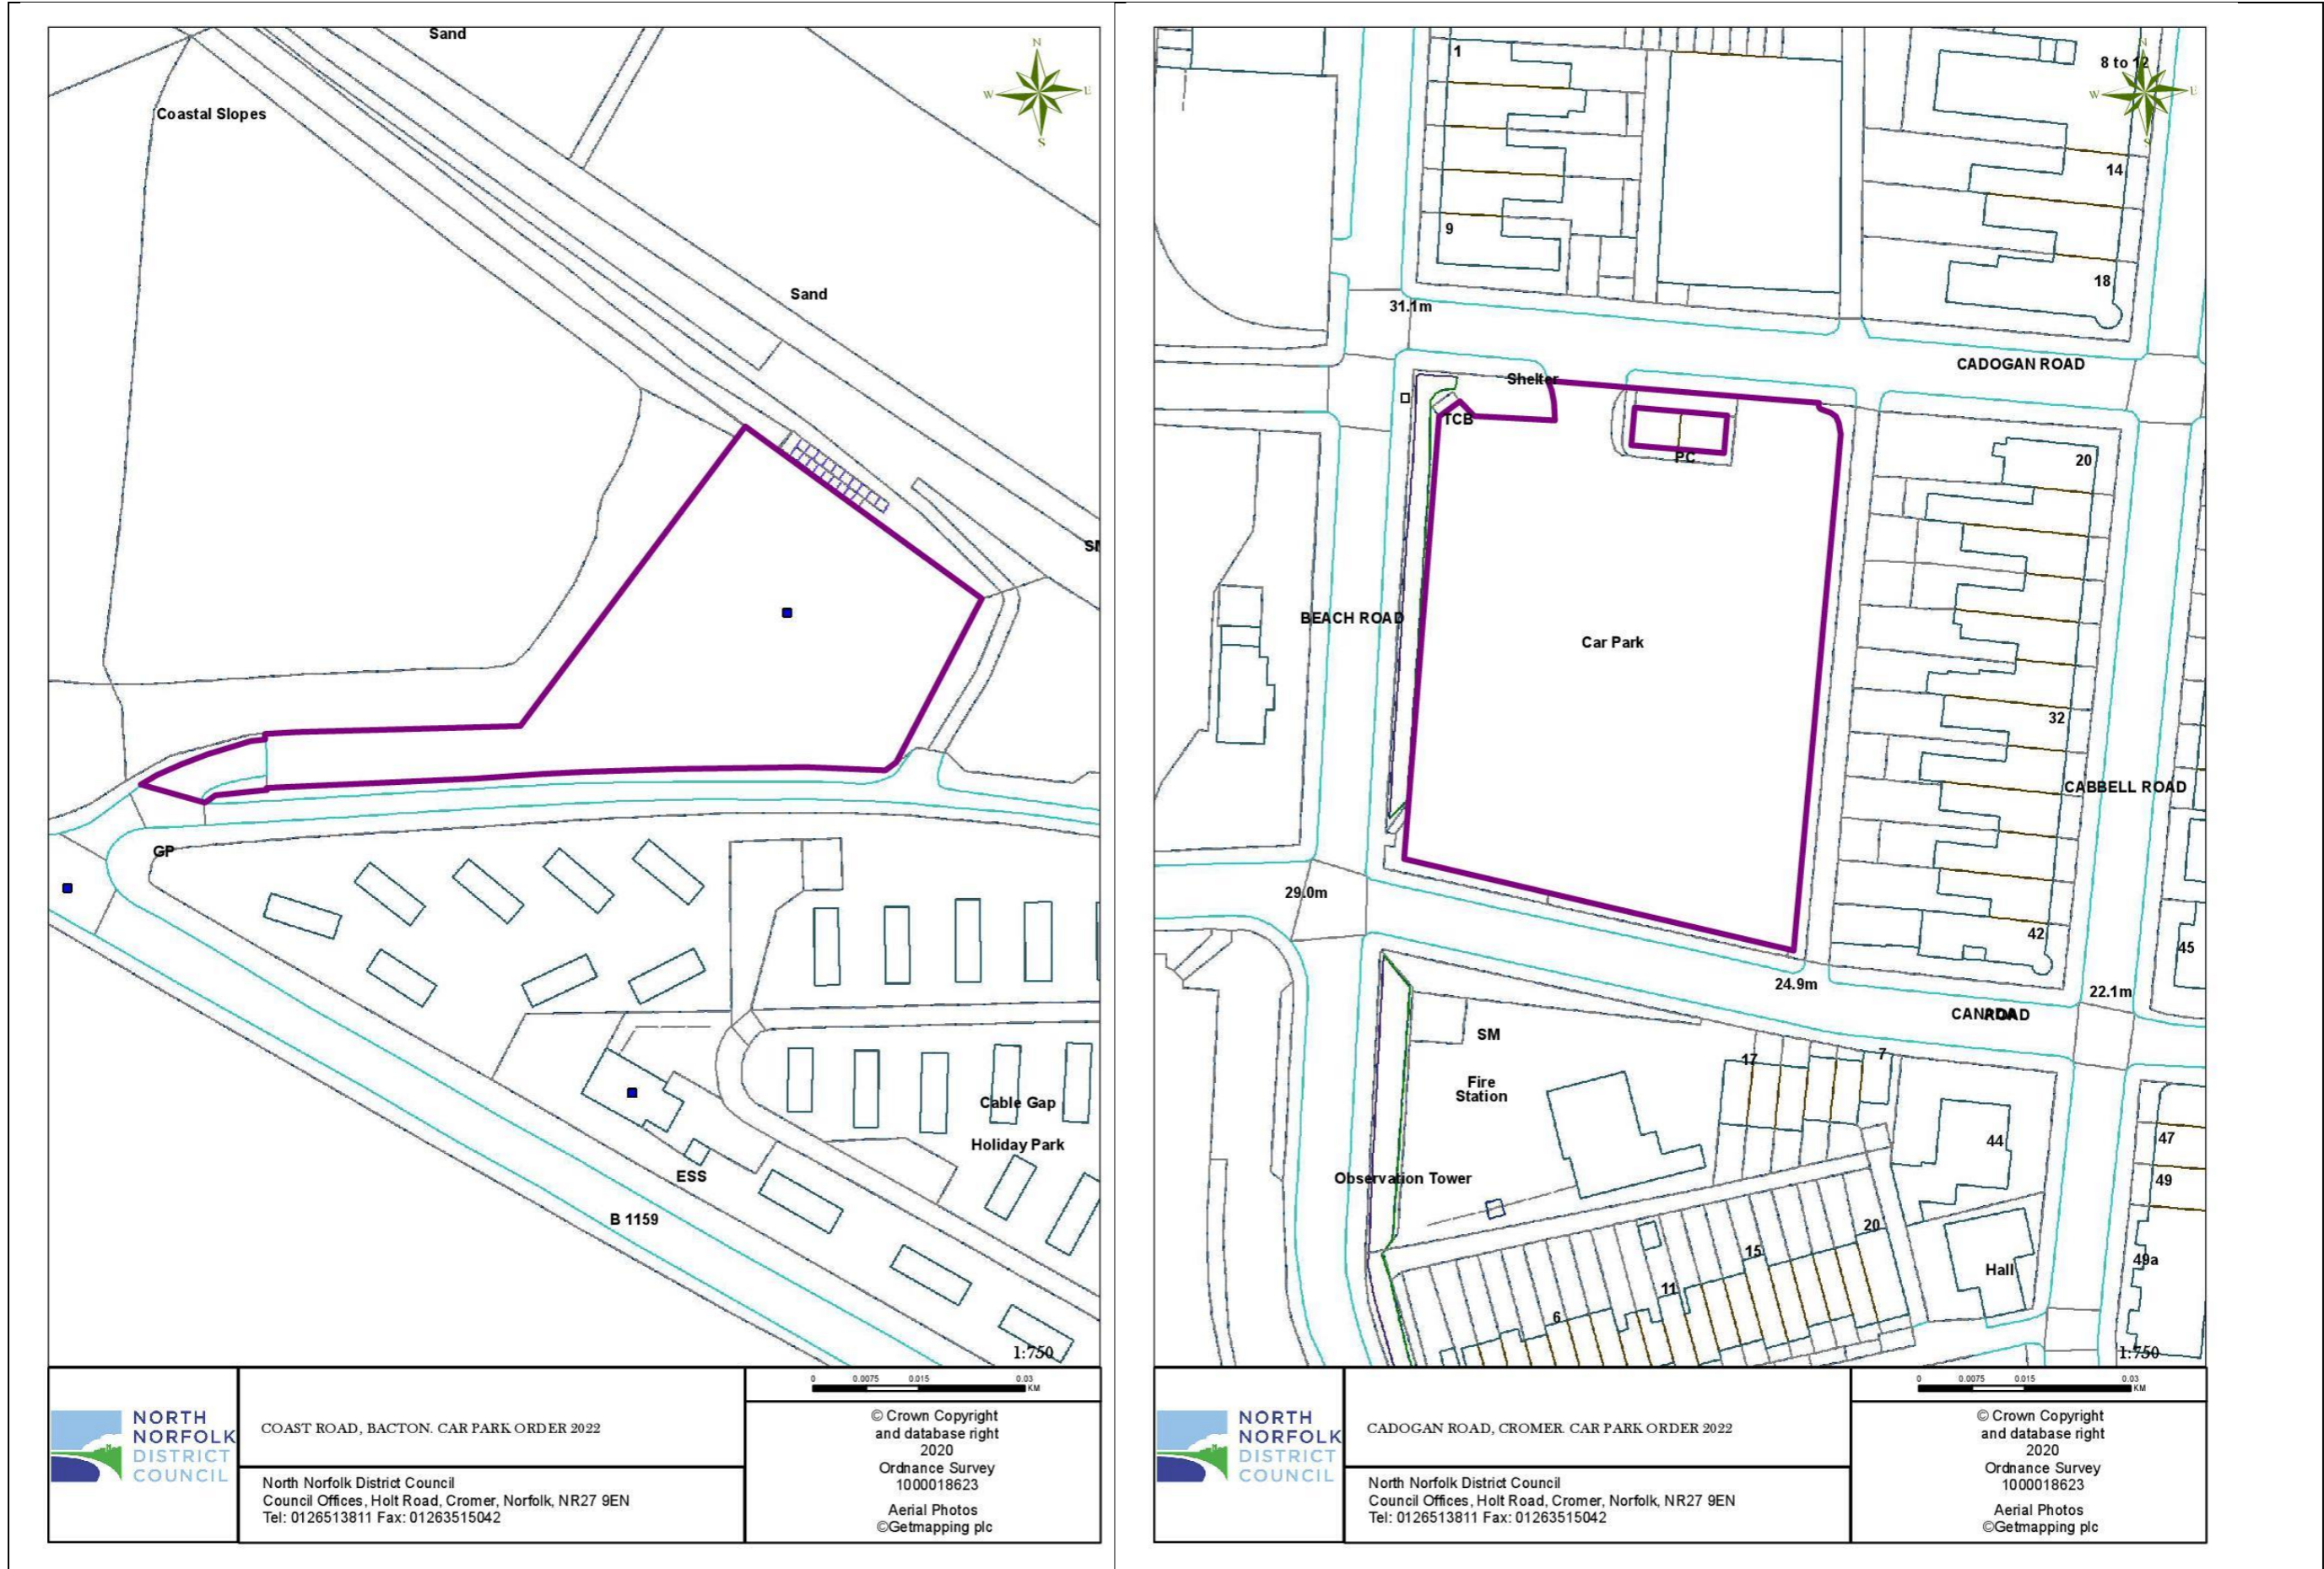 Sand
N
W
E
S
Coastal Slopes
Sand
GP
Cable Gap
Holiday Park
ESS
B 1159
1:750
NORTH
NORFOLK
DISTRICT
COUNCIL
COAST ROAD, BACTON. CAR PARK ORDER 2022
North Norfolk District Council
Council Offices, Holt Road, Cromer, Norfolk, NR27 9EN
Tel: 0126513811 Fax: 01263515042
0 0.0075 0.015 0.03
KM
© Crown Copyright
and database right
2020
Ordnance Survey
1000018623
Aerial Photos
©Getmapping plc
1
8 to 12
N
W
S
14
9
18
31.1m
CADOGAN ROAD
Shelter
TCB
PC
20
BEACH ROAD
Car Park
32
CABBELL ROAD
29.0m
42
45
24.9m
22.1m
CANADA ROAD
SM
17
7
Fire
Station
44
47
Observation Tower
49
20
15
49a
Hall
11
6
1:750
NORTH
NORFOLK
DISTRICT
COUNCIL
CADOGAN ROAD, CROMER. CAR PARK ORDER 2022
North Norfolk District Council
Council Offices, Holt Road, Cromer, Norfolk, NR27 9EN
Tel: 0126513811 Fax: 01263515042
0 0.0075 0.015 0.03
KM
© Crown Copyright
and database right
2020
Ordnance Survey
1000018623
Aerial Photos
©Getmapping plc